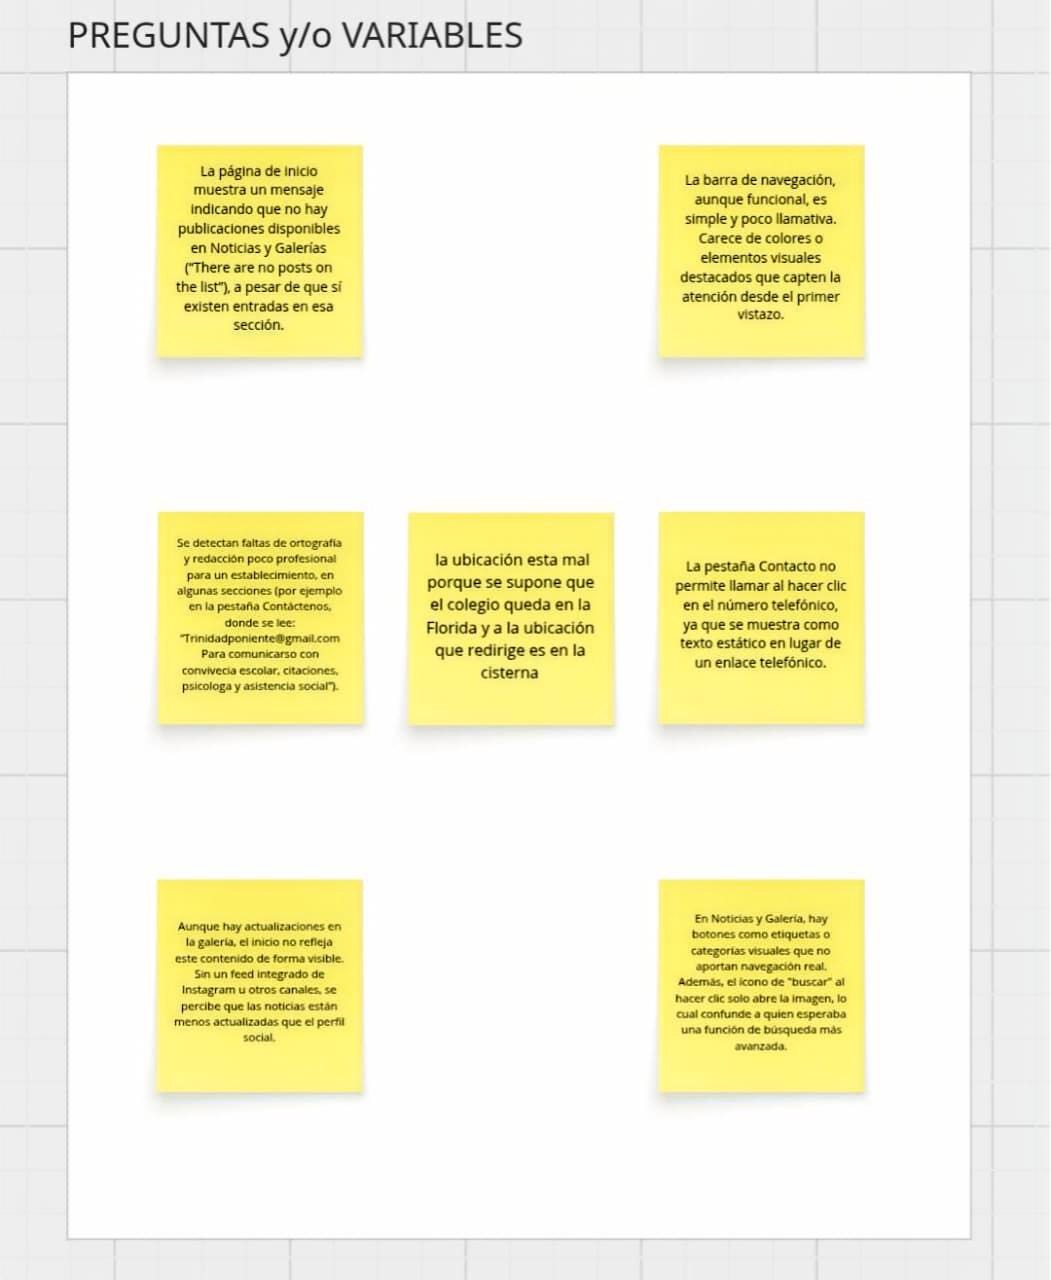 PREGUNTAS y/o VARIABLES
La página de inicio
muestra un mensaje
indicando que no hay
publicaciones disponibles
en Noticias y Galerías
(“There are no posts on
the list”), a pesar de que sí
existen entradas en esa
sección.
La barra de navegación,
aunque funcional, es
simple y poco llamativa.
Carece de colores o
elementos visuales
destacados que capten la
atención desde el primer
vistazo.
Se detectan faltas de ortografía
y redacción poco profesional
para un establecimiento, en
algunas secciones (por ejemplo
en la pestaña Contáctenos,
donde se lee:
“Trinidadponiente@gmail.com
Para comunicarso con
convivecia escolar, citaciones,
psicologa y asistencia social”).
la ubicación esta mal
porque se supone que
el colegio queda en la
Florida y a la ubicación
que redirige es en la
cisterna
La pestaña Contacto no
permite llamar al hacer clic
en el número telefónico,
ya que se muestra como
texto estático en lugar de
un enlace telefónico.
Aunque hay actualizaciones en
la galería, el inicio no refleja
este contenido de forma visible.
Sin un feed integrado de
Instagram u otros canales, se
percibe que las noticias están
menos actualizadas que el perfil
social.
En Noticias y Galería, hay
botones como etiquetas o
categorías visuales que no
aportan navegación real.
Además, el ícono de "buscar" al
hacer clic solo abre la imagen, lo
cual confunde a quien esperaba
una función de búsqueda más
avanzada.